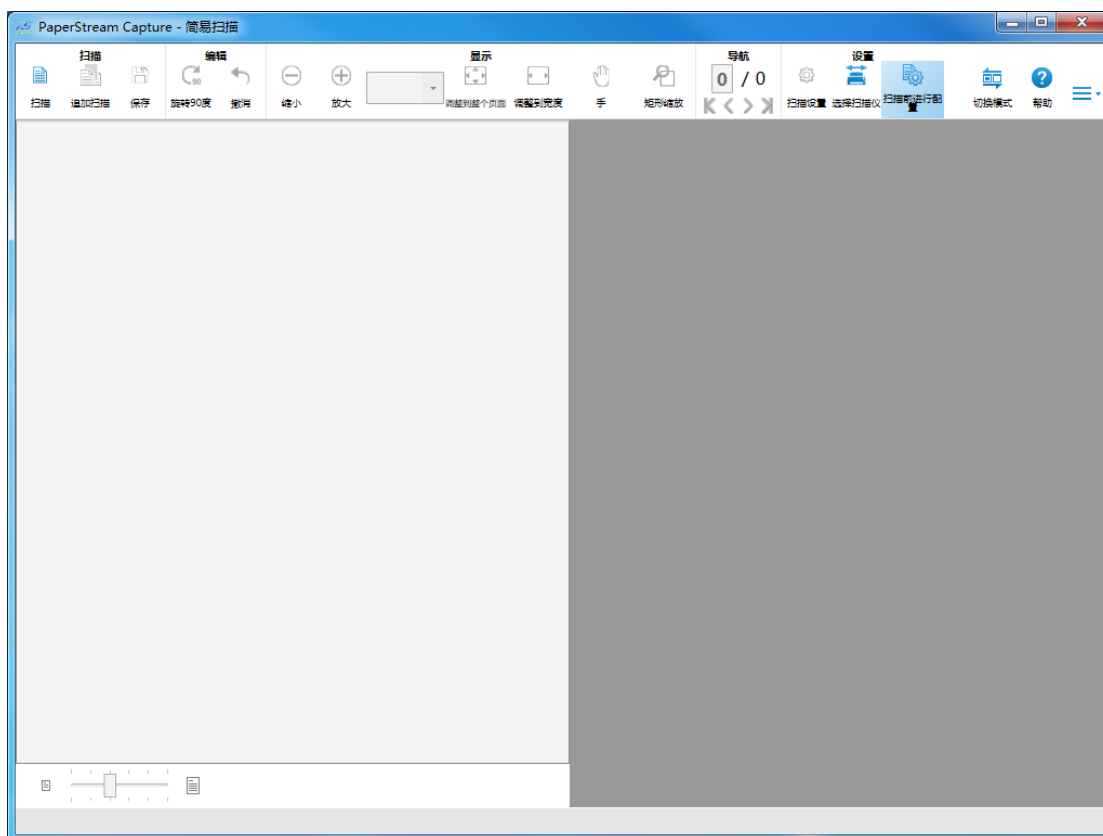 PaperStream Capture - 简易扫描
扫描 编辑 显示 导航 设置
90
0 / 0
扫描 追加扫描 保存 旋转90度 撤消 缩小 放大 调整到整个页面 调整到宽度 手 矩形缩放 扫描设置 选择扫描仪 扫描前进行配置 切换模式 帮助